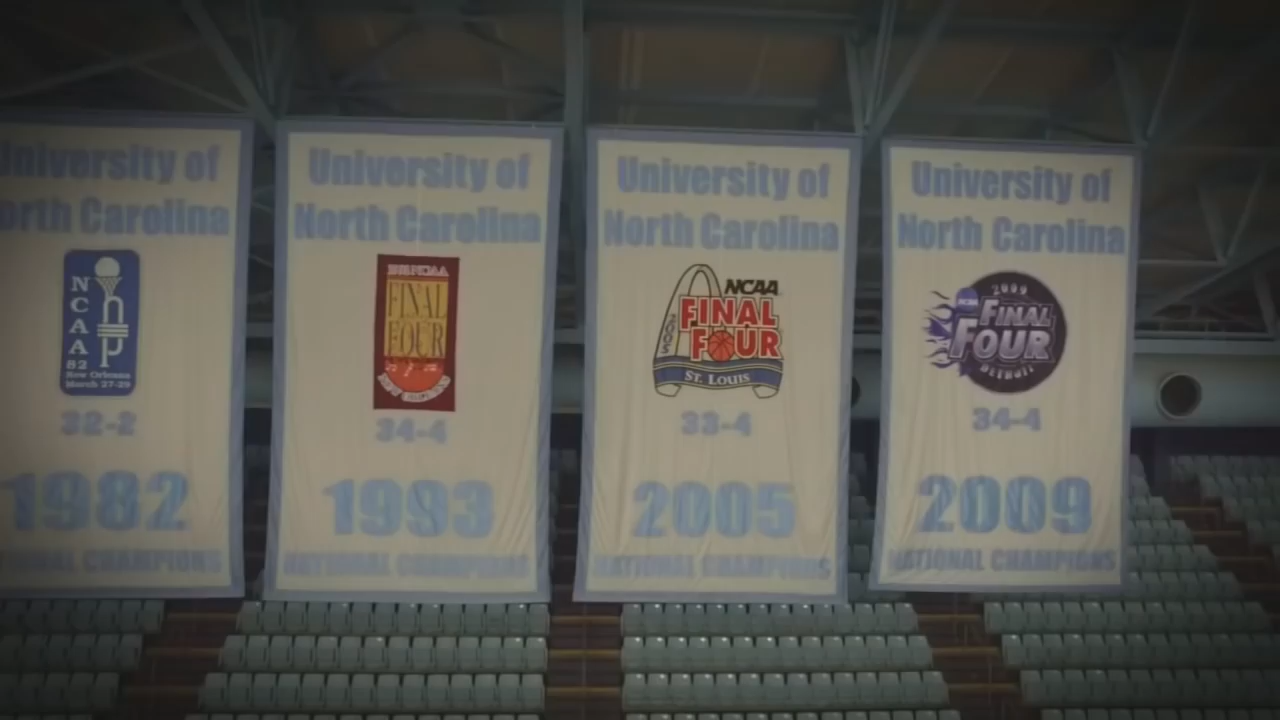 University of
North Carolina
NCAA
82
New Orleans
March 27-29
32-2
1982
NATIONAL CHAMPIONS
University of
North Carolina
FINAL
FOUR
34-4
1993
NATIONAL CHAMPIONS
University of
North Carolina
NCAA
2005
FINAL
FOUR
ST. LOUIS
33-4
2005
NATIONAL CHAMPIONS
University of
North Carolina
2009
NCAA
FINAL
FOUR
DETROIT
34-4
2009
NATIONAL CHAMPIONS